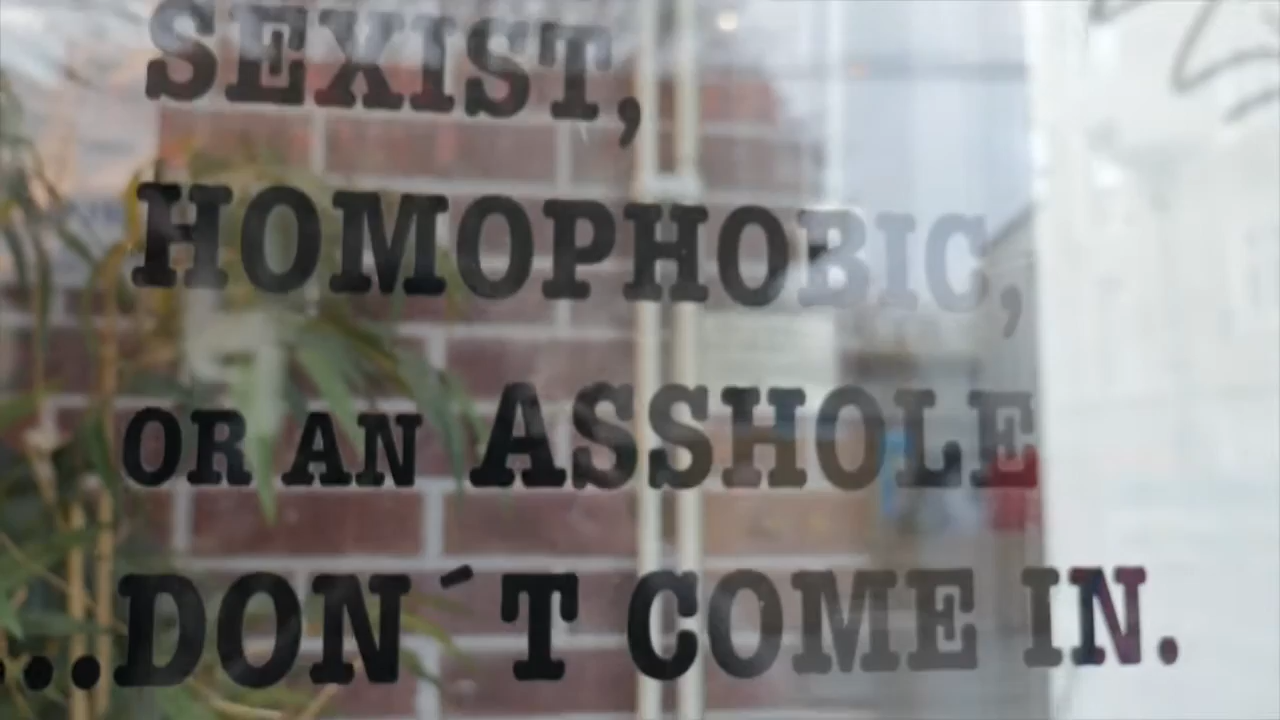 SEXIST,
HOMOPHOBIC,
OR AN ASSHOLE
...DON´T COME IN.